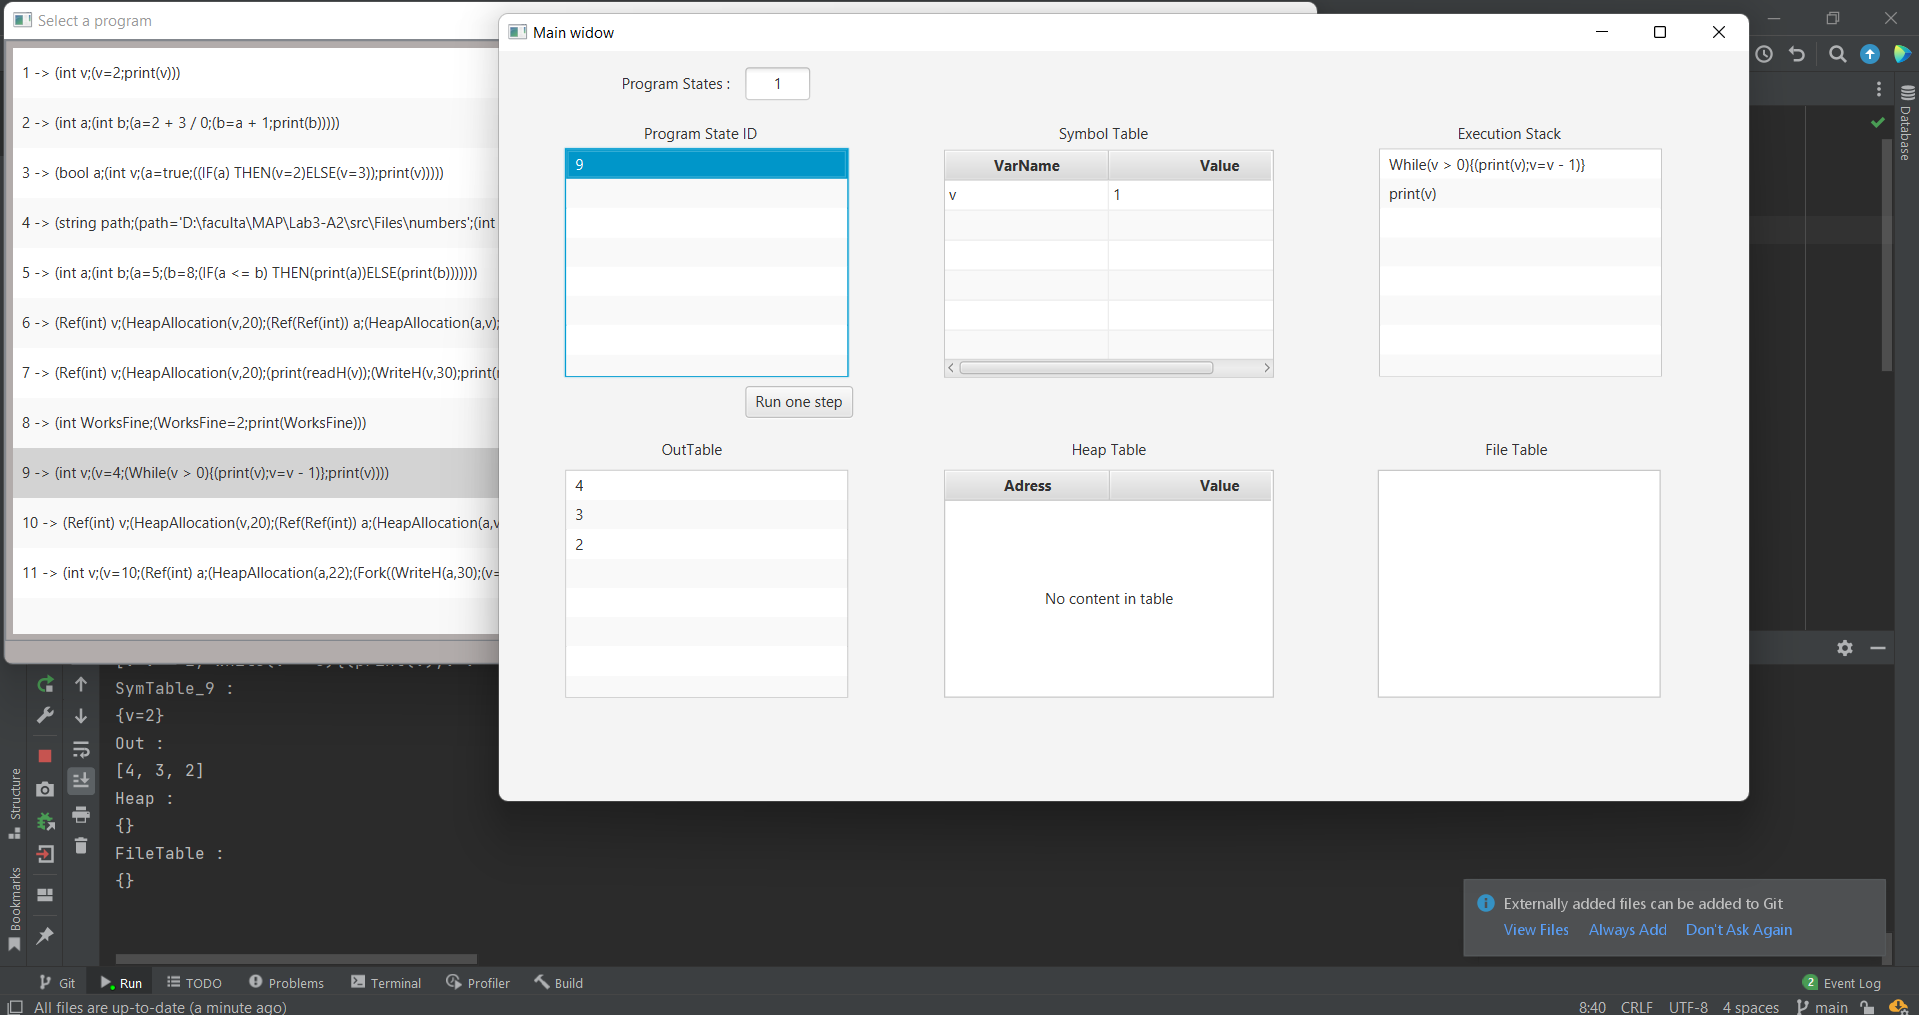 Select a program
1 -> (int v;(v=2;print(v)))
2 -> (int a;(int b;(a=2 + 3 / 0;(b=a + 1;print(b)))))
3 -> (bool a;(int v;(a=true;((IF(a) THEN(v=2)ELSE(v=3));print(v)))))
4 -> (string path;(path='D:\faculta\MAP\Lab3-A2\src\Files\numbers';(int
5 -> (int a;(int b;(a=5;(b=8;(IF(a <= b) THEN(print(a))ELSE(print(b)))))))
6 -> (Ref(int) v;(HeapAllocation(v,20);(Ref(Ref(int)) a;(HeapAllocation(a,v);
7 -> (Ref(int) v;(HeapAllocation(v,20);(print(readH(v));(WriteH(v,30);print(r
8 -> (int WorksFine;(WorksFine=2;print(WorksFine)))
9 -> (int v;(v=4;(While(v > 0){(print(v);v=v - 1)};print(v))))
10 -> (Ref(int) v;(HeapAllocation(v,20);(Ref(Ref(int)) a;(HeapAllocation(a,v
11 -> (int v;(v=10;(Ref(int) a;(HeapAllocation(a,22);(Fork((WriteH(a,30);(v=
Main widow
Program States :
1
Program State ID
9
Symbol Table
VarName
Value
v
1
Execution Stack
While(v > 0){(print(v);v=v - 1)}
print(v)
Run one step
OutTable
4
3
2
Heap Table
Adress
Value
No content in table
File Table
Database
SymTable_9 :
{v=2}
Out :
[4, 3, 2]
Heap :
{}
FileTable :
{}
Structure
Bookmarks
Externally added files can be added to Git
View Files
Always Add
Don't Ask Again
Git
Run
TODO
Problems
Terminal
Profiler
Build
2
Event Log
All files are up-to-date (a minute ago)
8:40
CRLF
UTF-8
4 spaces
main